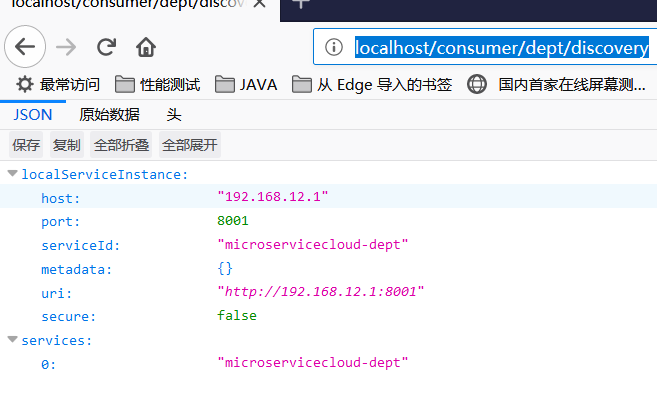 localhost/consumer/dept/discov
localhost/consumer/dept/discovery
最常访问 性能测试 JAVA 从 Edge 导入的书签 国内首家在线屏幕测...
JSON 原始数据 头
保存 复制 全部折叠 全部展开
localServiceInstance:
host: "192.168.12.1"
port: 8001
serviceId: "microservicecloud-dept"
metadata: {}
uri: "http://192.168.12.1:8001"
secure: false
services:
0: "microservicecloud-dept"